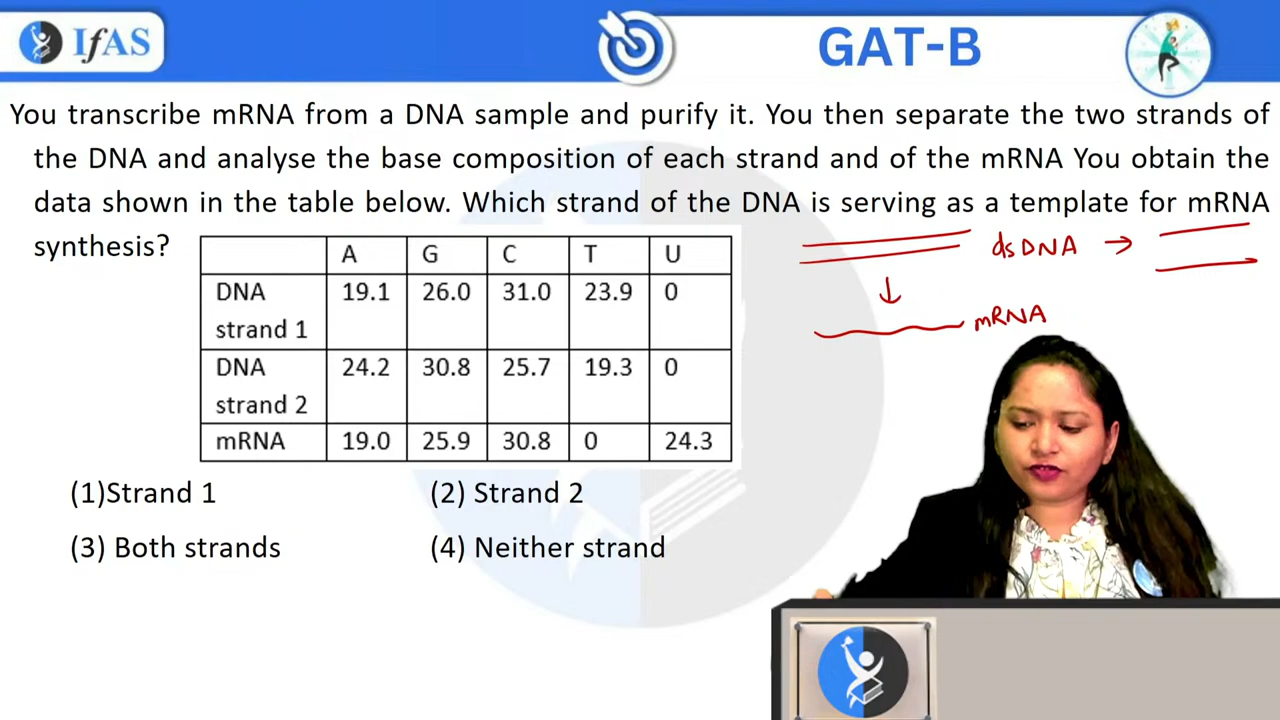 IfAS
GAT-B
You transcribe mRNA from a DNA sample and purify it. You then separate the two strands of
the DNA and analyse the base composition of each strand and of the mRNA You obtain the
data shown in the table below. Which strand of the DNA is serving as a template for mRNA
synthesis?
A G C T U
DNA strand 1 19.1 26.0 31.0 23.9 0
DNA strand 2 24.2 30.8 25.7 19.3 0
mRNA 19.0 25.9 30.8 0 24.3
dsDNA →
mRNA
(1)Strand 1 (2) Strand 2
(3) Both strands (4) Neither strand